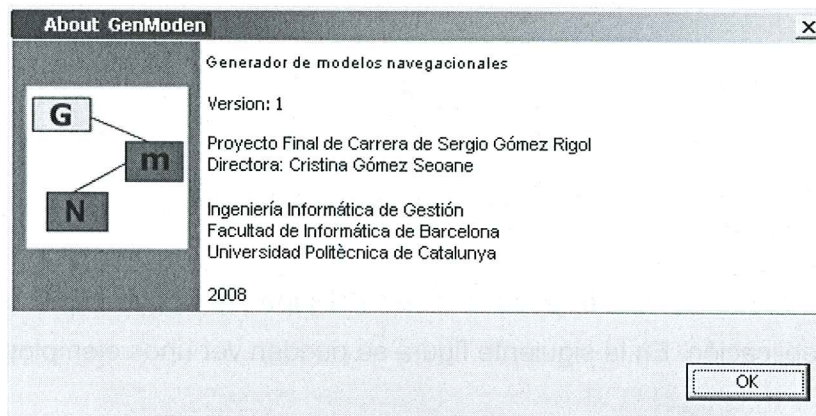 About GenModen
X
Generador de modelos navegacionales
G
m
N
Version: 1
Proyecto Final de Carrera de Sergio Gómez Rigol
Directora: Cristina Gómez Seoane
Ingeniería Informática de Gestión
Facultad de Informática de Barcelona
Universidad Politècnica de Catalunya
2008
OK